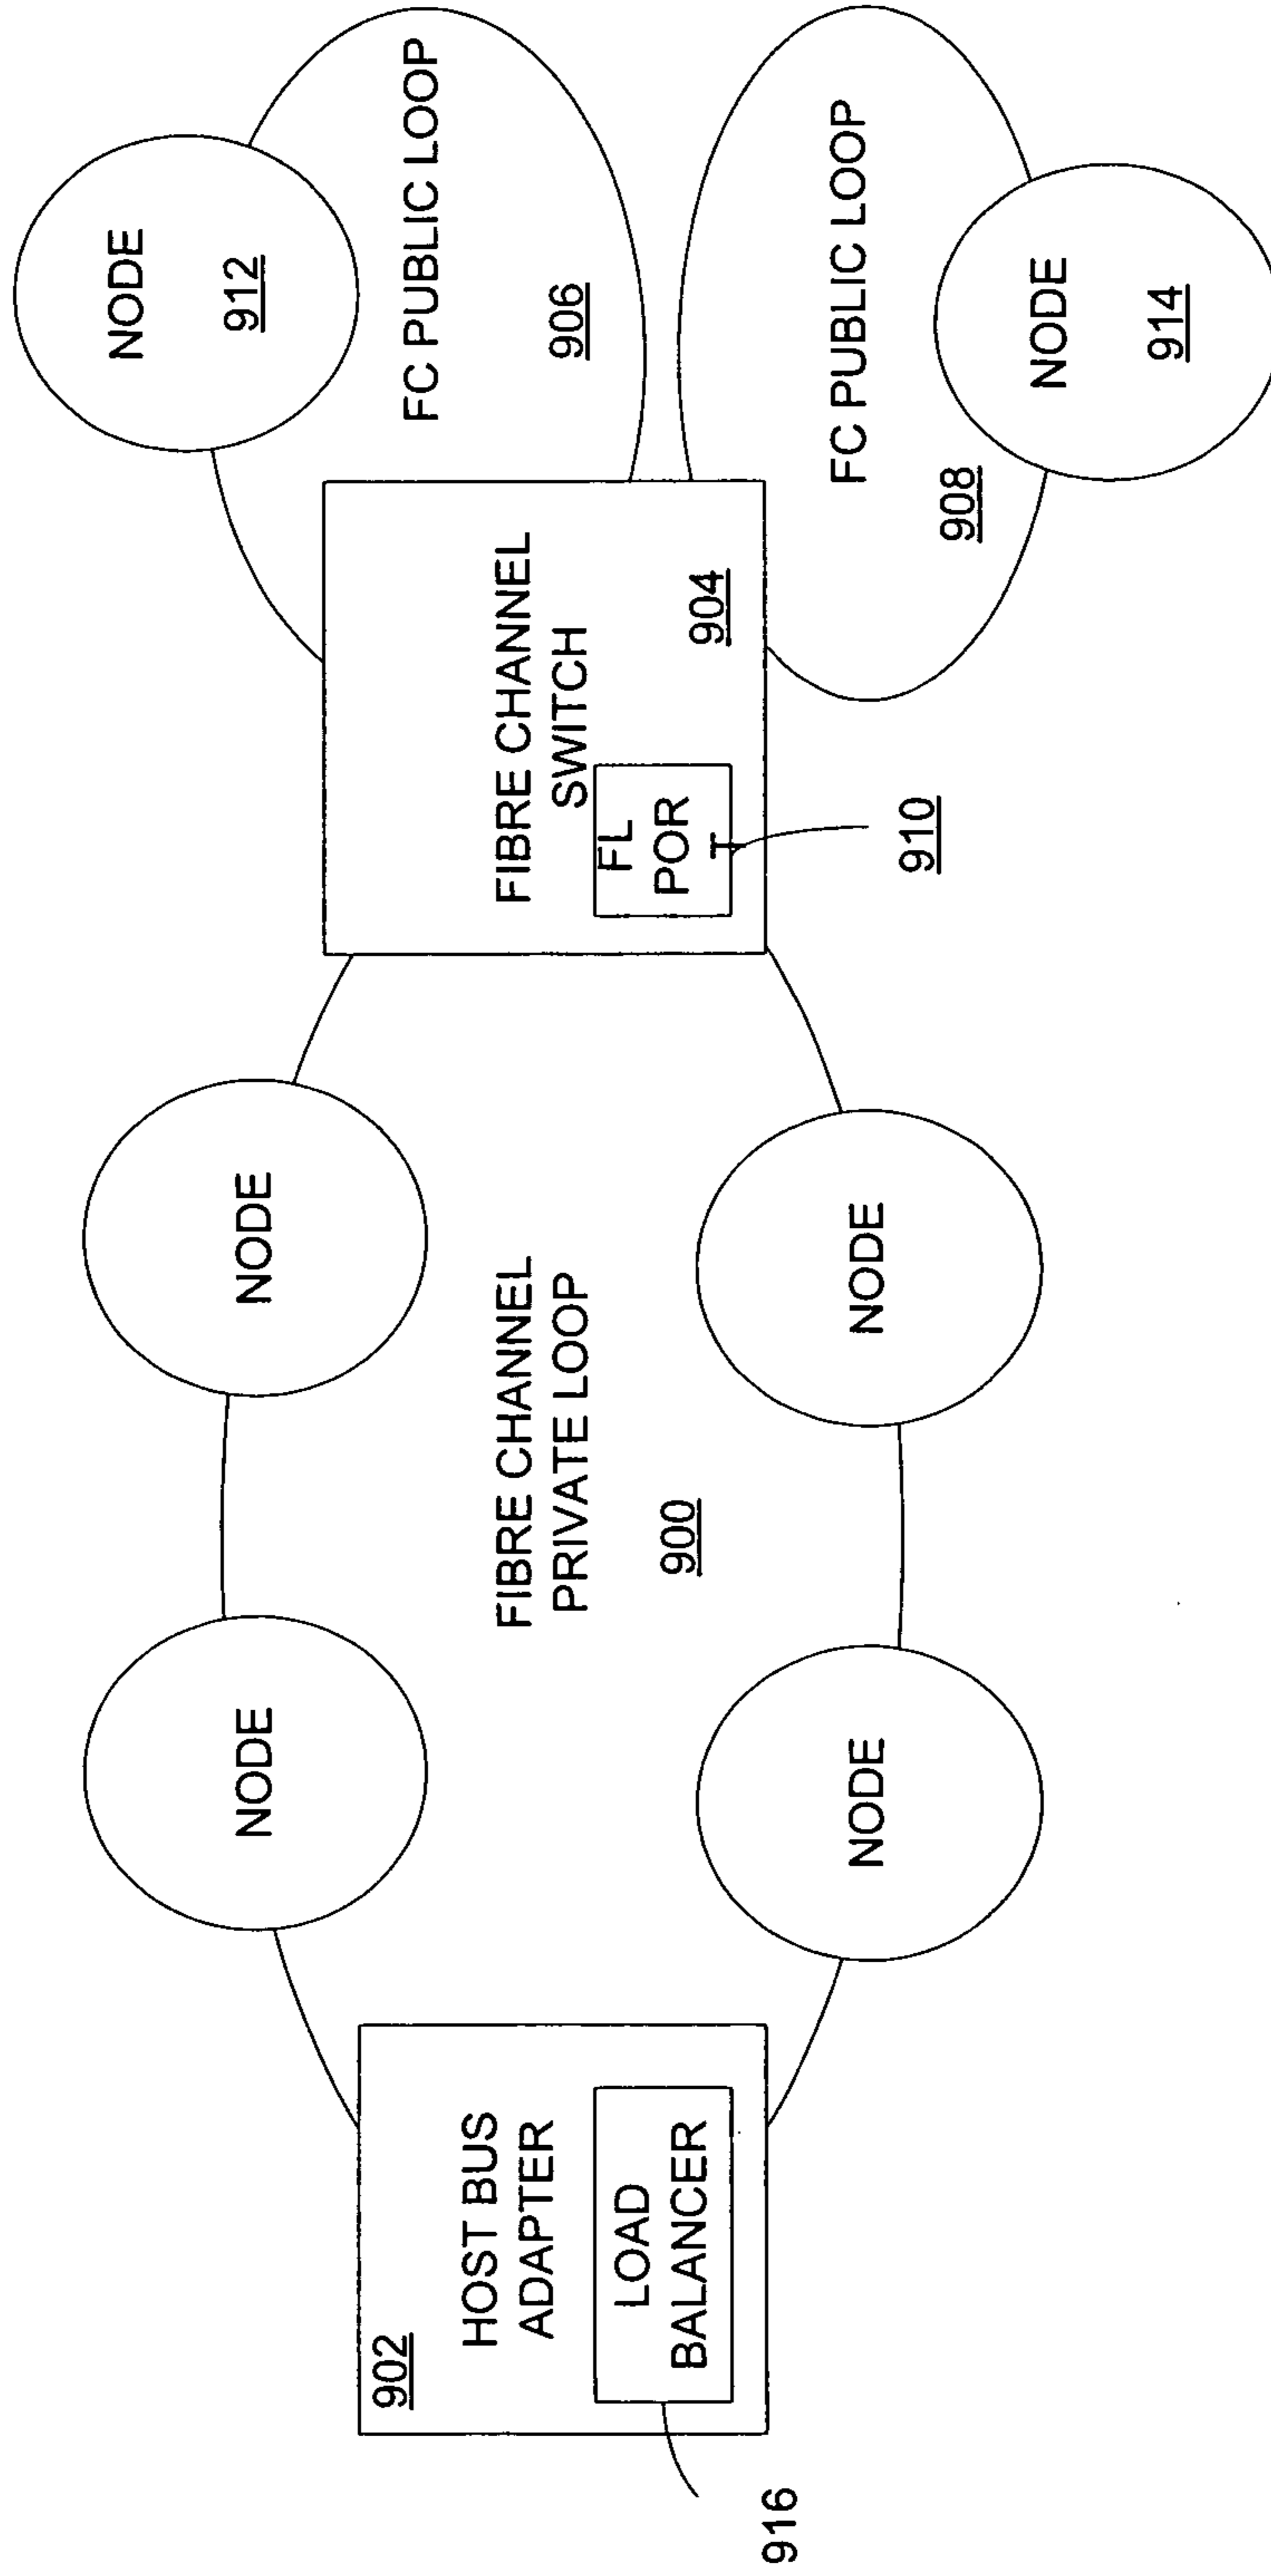 902
HOST BUS
ADAPTER
LOAD
BALANCER
916
NODE
NODE
FIBRE CHANNEL
PRIVATE LOOP
900
NODE
NODE
FIBRE CHANNEL
SWITCH
904
FL
POR
T
910
NODE
912
FC PUBLIC LOOP
906
FC PUBLIC LOOP
908
NODE
914